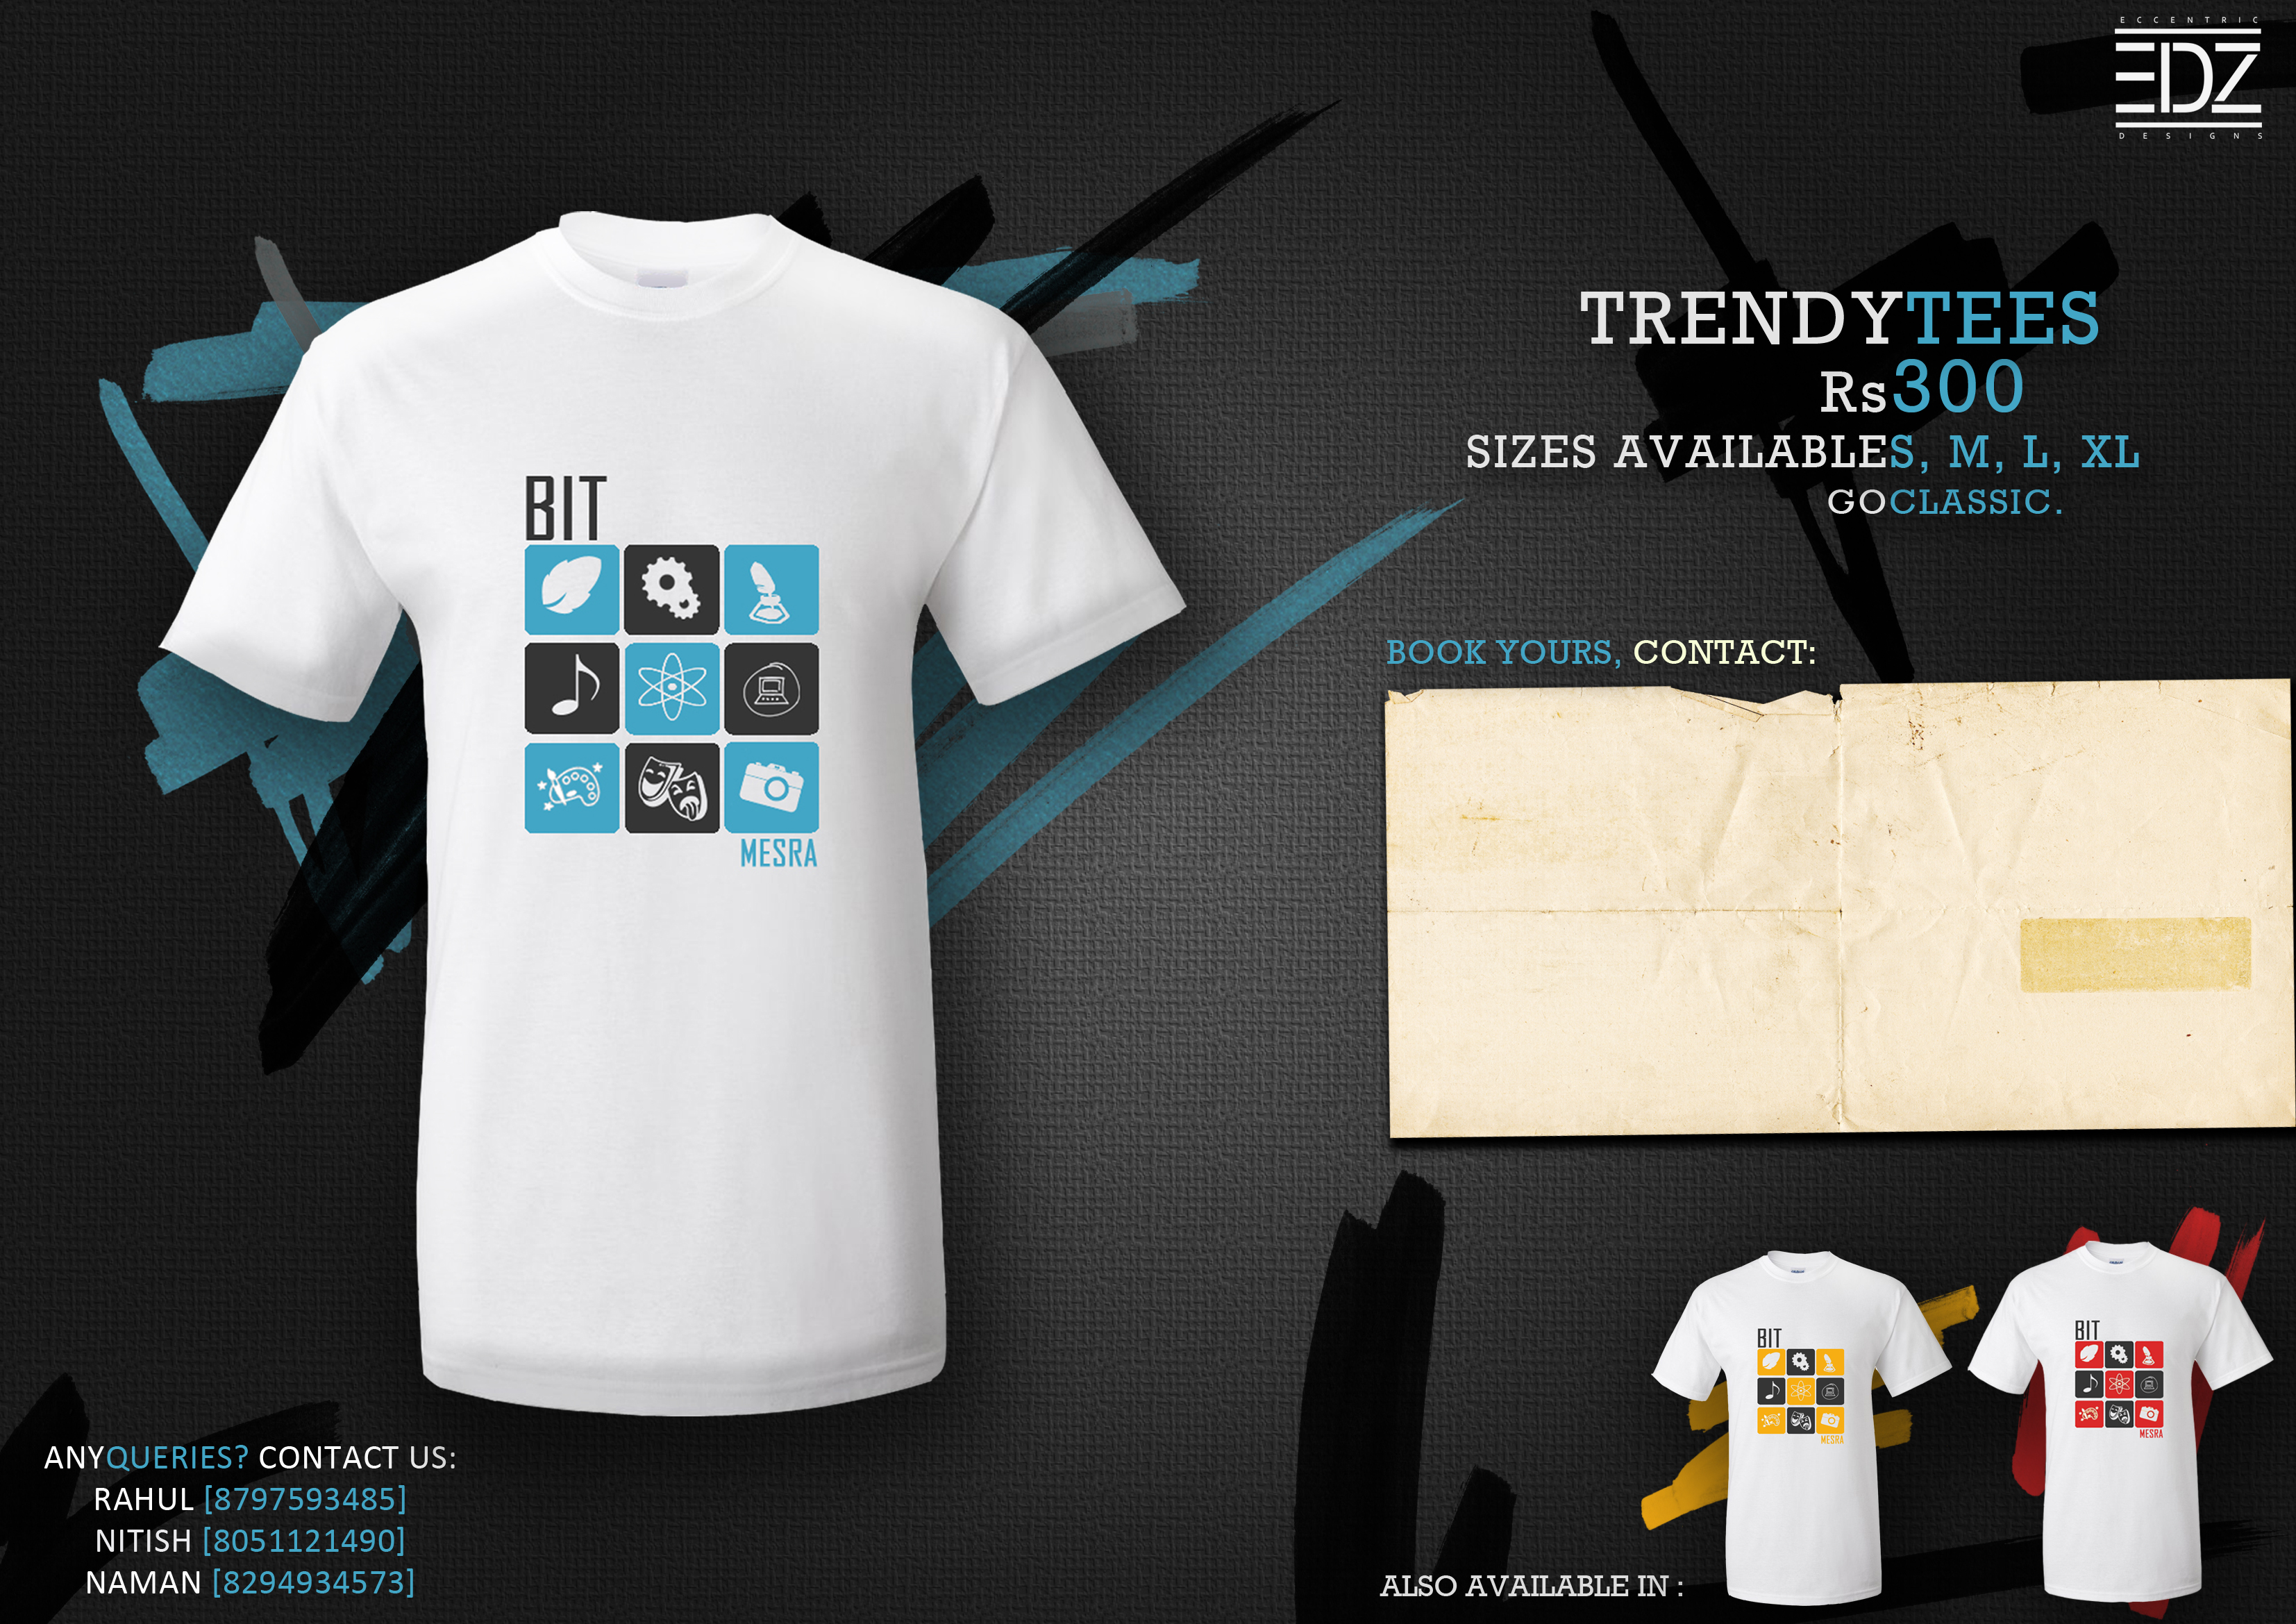 ECCENTRIC
EDZ
DESIGNS
TRENDYTEES
Rs300
SIZES AVAILABLES, M, L, XL
GOCLASSIC.
BIT
MESRA
BOOK YOURS, CONTACT:
ANYQUERIES? CONTACT US:
RAHUL [8797593485]
NITISH [8051121490]
NAMAN [8294934573]
ALSO AVAILABLE IN :
BIT
MESRA
BIT
MESRA